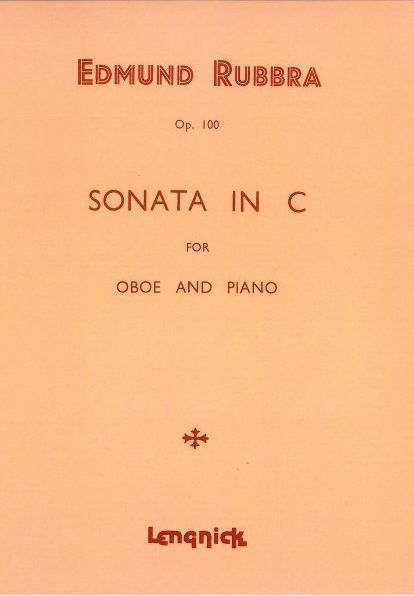 EDMUND RUBBRA
Op. 100
SONATA IN C
FOR
OBOE AND PIANO
Lengnick